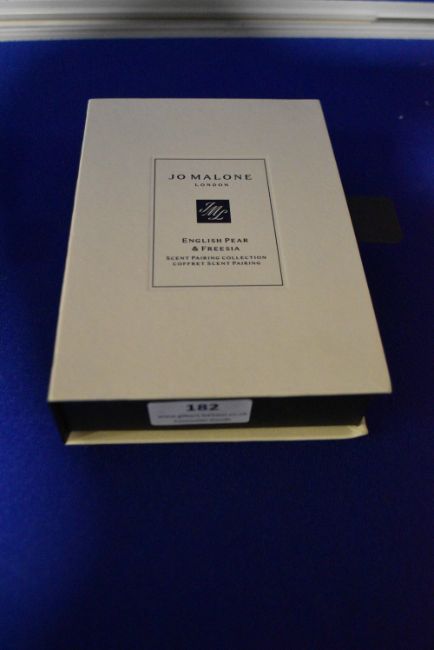 JO MALONE
LONDON
JML
ENGLISH PEAR
& FREESIA
SCENT PAIRING COLLECTION
COFFRET SCENT PAIRING
182